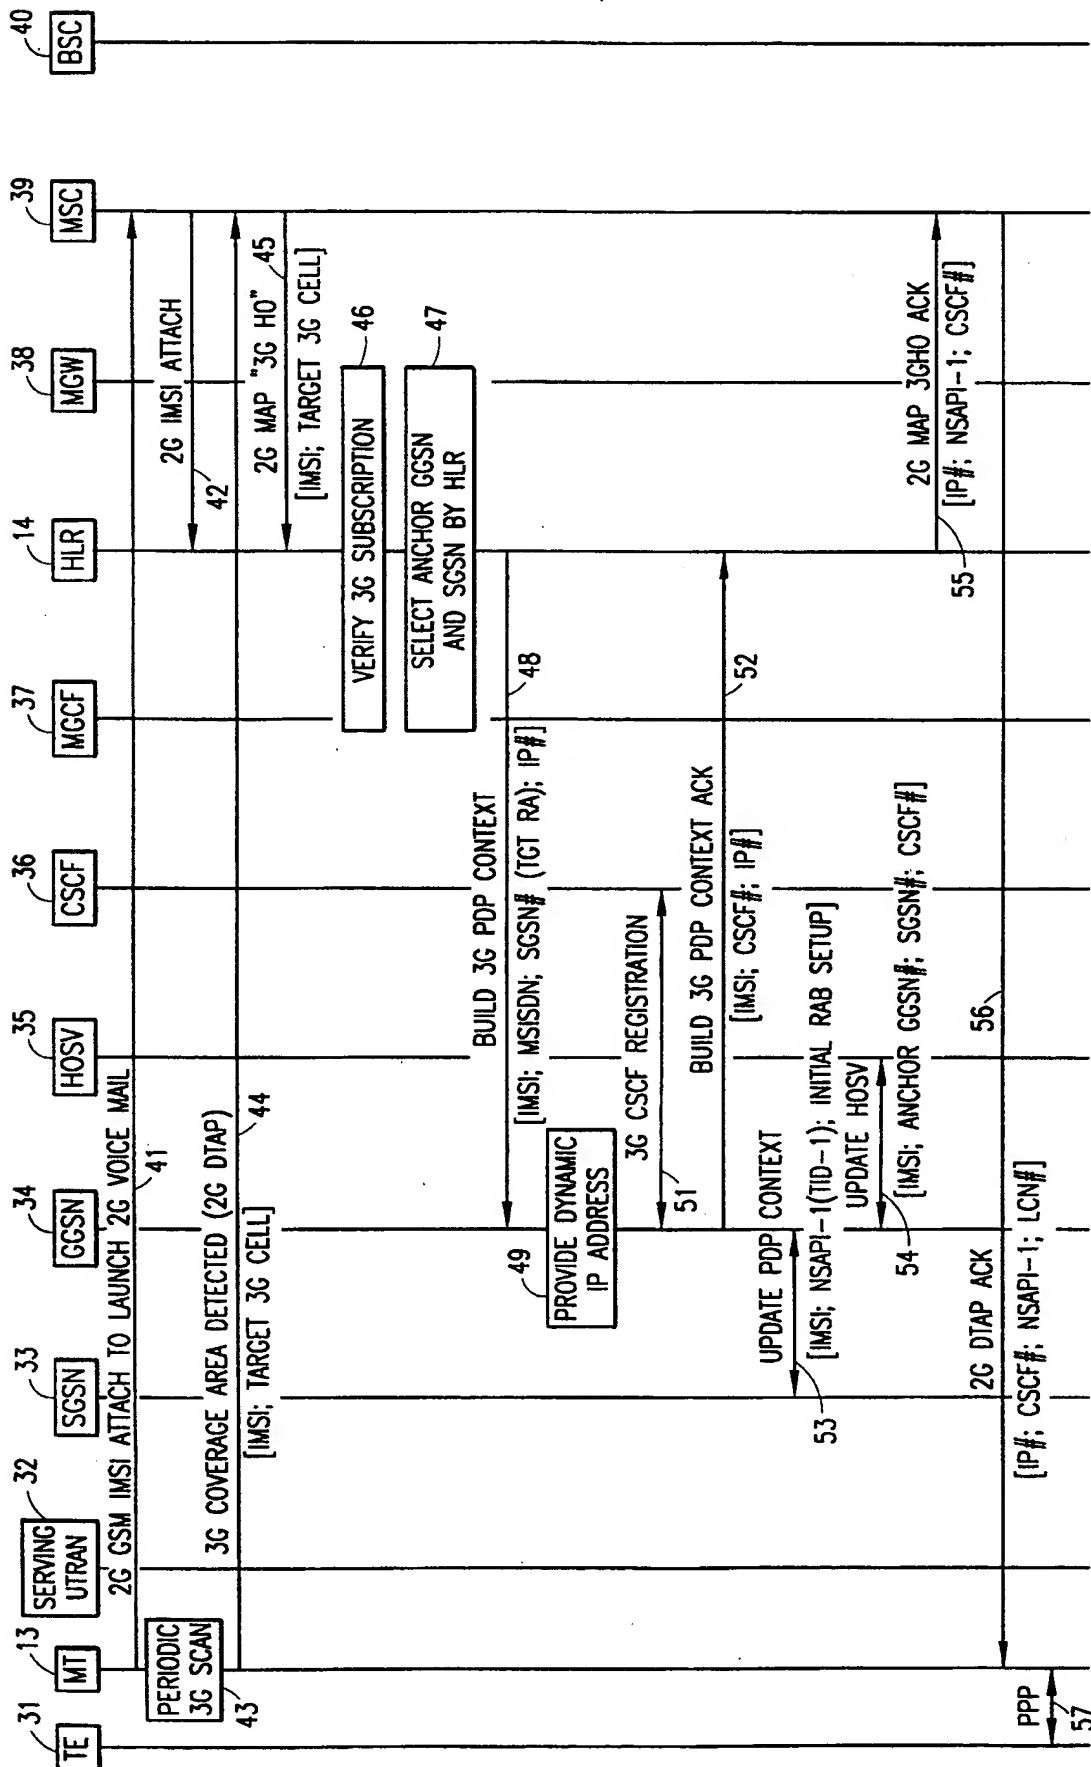 31
TE
13
MT
32
SERVING
UTRAN
33
SGSN
34
GGSN
35
HOSV
36
CSCF
37
MGCF
14
HLR
38
MGW
39
MSC
40
BSC
2G GSM IMSI ATTACH TO LAUNCH 2G VOICE MAIL
41
2G IMSI ATTACH
42
PERIODIC
3G SCAN
43
3G COVERAGE AREA DETECTED (2G DTAP)
44
[IMSI; TARGET 3G CELL]
2G MAP "3G HO"
45
[IMSI; TARGET 3G CELL]
VERIFY 3G SUBSCRIPTION
46
SELECT ANCHOR GGSN
AND SGSN BY HLR
47
BUILD 3G PDP CONTEXT
48
[IMSI; MSISDN; SGSN# (TGT RA); IP#]
49
PROVIDE DYNAMIC
IP ADDRESS
3G CSCF REGISTRATION
51
BUILD 3G PDP CONTEXT ACK
52
[IMSI; CSCF#; IP#]
UPDATE PDP CONTEXT
53
[IMSI; NSAPI-1(TID-1); INITIAL RAB SETUP]
UPDATE HOSV
54
[IMSI; ANCHOR GGSN#; SGSN#; CSCF#]
2G MAP 3GHO ACK
55
[IP#; NSAPI-1; CSCF#]
2G DTAP ACK
56
[IP#; CSCF#; NSAPI-1; LCN#]
PPP
57